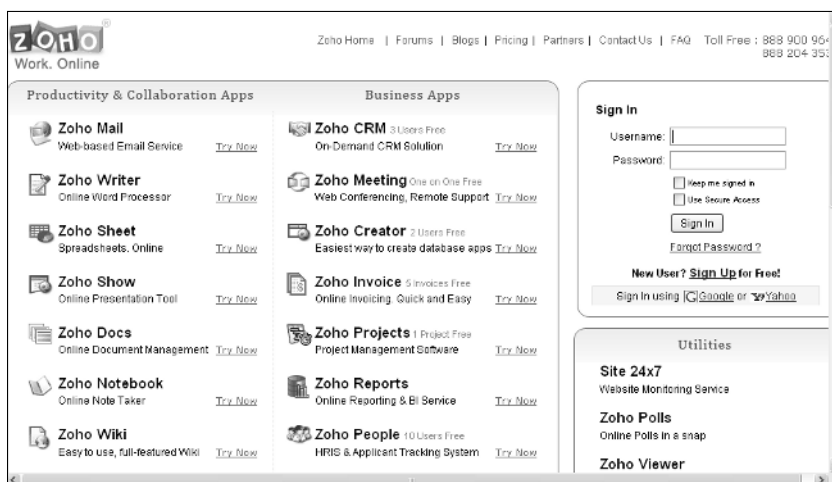 ZOHO®
Work. Online
Zoho Home | Forums | Blogs | Pricing | Partners | Contact Us | FAQ Toll Free : 888 900 964
888 204 353
Productivity & Collaboration Apps
Zoho Mail
Web-based Email Service Try Now
Zoho Writer
Online Word Processor Try Now
Zoho Sheet
Spreadsheets. Online Try Now
Zoho Show
Online Presentation Tool Try Now
Zoho Docs
Online Document Management Try Now
Zoho Notebook
Online Note Taker Try Now
Zoho Wiki
Easy to use, full-featured Wiki Try Now
Business Apps
Zoho CRM 3 Users Free
On-Demand CRM Solution Try Now
Zoho Meeting One on One Free
Web Conferencing, Remote Support Try Now
Zoho Creator 2 Users Free
Easiest way to create database apps Try Now
Zoho Invoice 5 Invoices Free
Online Invoicing. Quick and Easy Try Now
Zoho Projects 1 Project Free
Project Management Software Try Now
Zoho Reports
Online Reporting & BI Service Try Now
Zoho People 10 Users Free
HRIS & Applicant Tracking System Try Now
Sign In
Username:
Password:
Keep me signed in
Use Secure Access
Sign In
Forgot Password ?
New User? Sign Up for Free!
Sign In using G Google or Y! Yahoo
Utilities
Site 24x7
Website Monitoring Service
Zoho Polls
Online Polls in a snap
Zoho Viewer